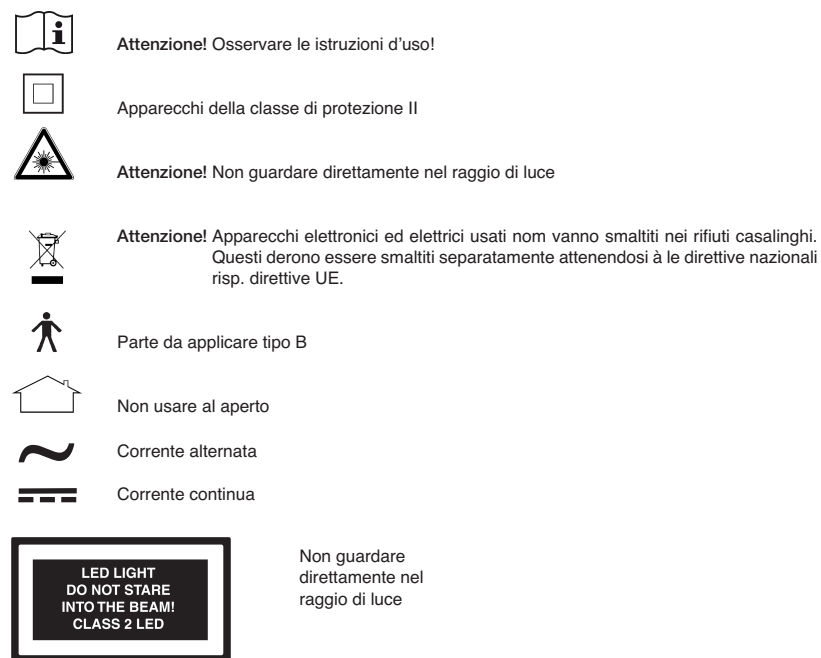 Attenzione! Osservare le istruzioni d'uso!
Apparecchi della classe di protezione II
Attenzione! Non guardare direttamente nel raggio di luce
Attenzione! Apparecchi elettronici ed elettrici usati nom vanno smaltiti nei rifiuti casalinghi.
Questi derono essere smaltiti separatamente attenendosi à le direttive nazionali
risp. direttive UE.
Parte da applicare tipo B
Non usare al aperto
Corrente alternata
Corrente continua
LED LIGHT
DO NOT STARE
INTO THE BEAM!
CLASS 2 LED
Non guardare
direttamente nel
raggio di luce